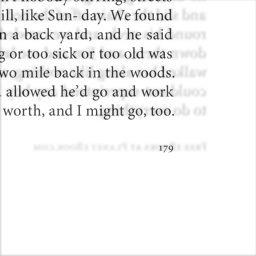 ill, like Sun- day. We found
a back yard, and he said
g or too sick or too old was
wo mile back in the woods.
allowed he’d go and work
worth, and I might go, too.
179